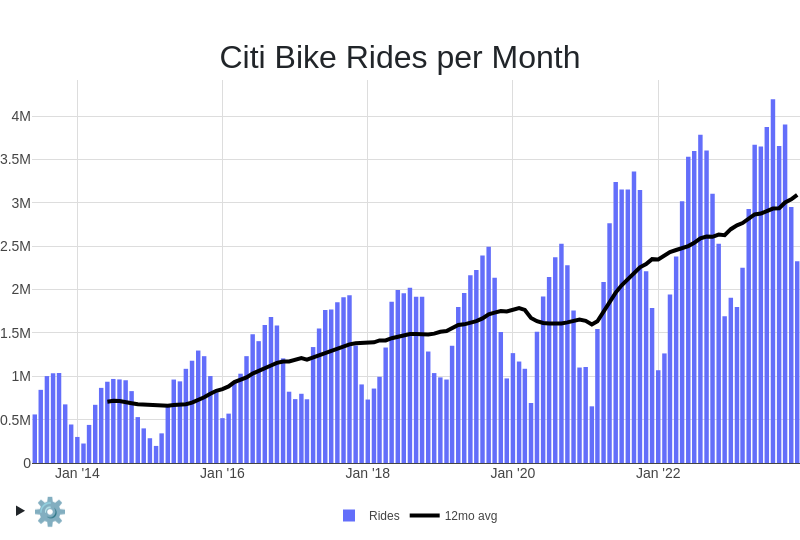 Citi Bike Rides per Month
4M
3.5M
3M
2.5M
2M
1.5M
1M
0.5M
0
Jan '14 Jan '16 Jan '18 Jan '20 Jan '22
Rides 12mo avg